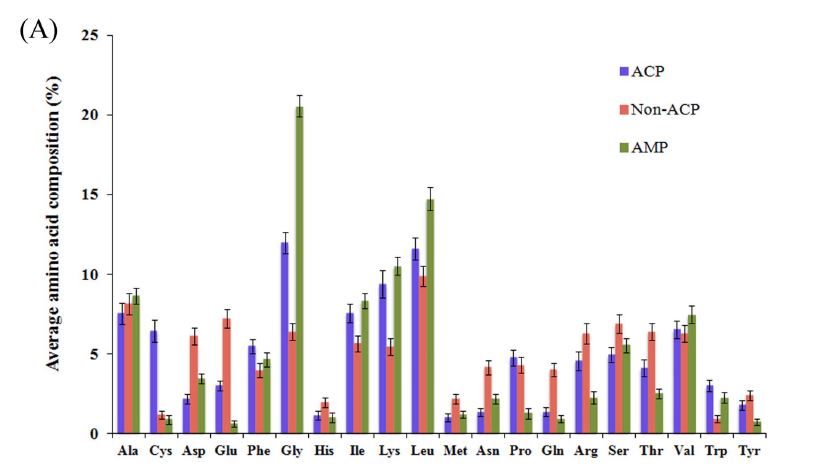 (A)
Average amino acid composition (%)
25
20
15
10
5
0
ACP
Non-ACP
AMP
Ala Cys Asp Glu Phe Gly His Ile Lys Leu Met Asn Pro Gln Arg Ser Thr Val Trp Tyr